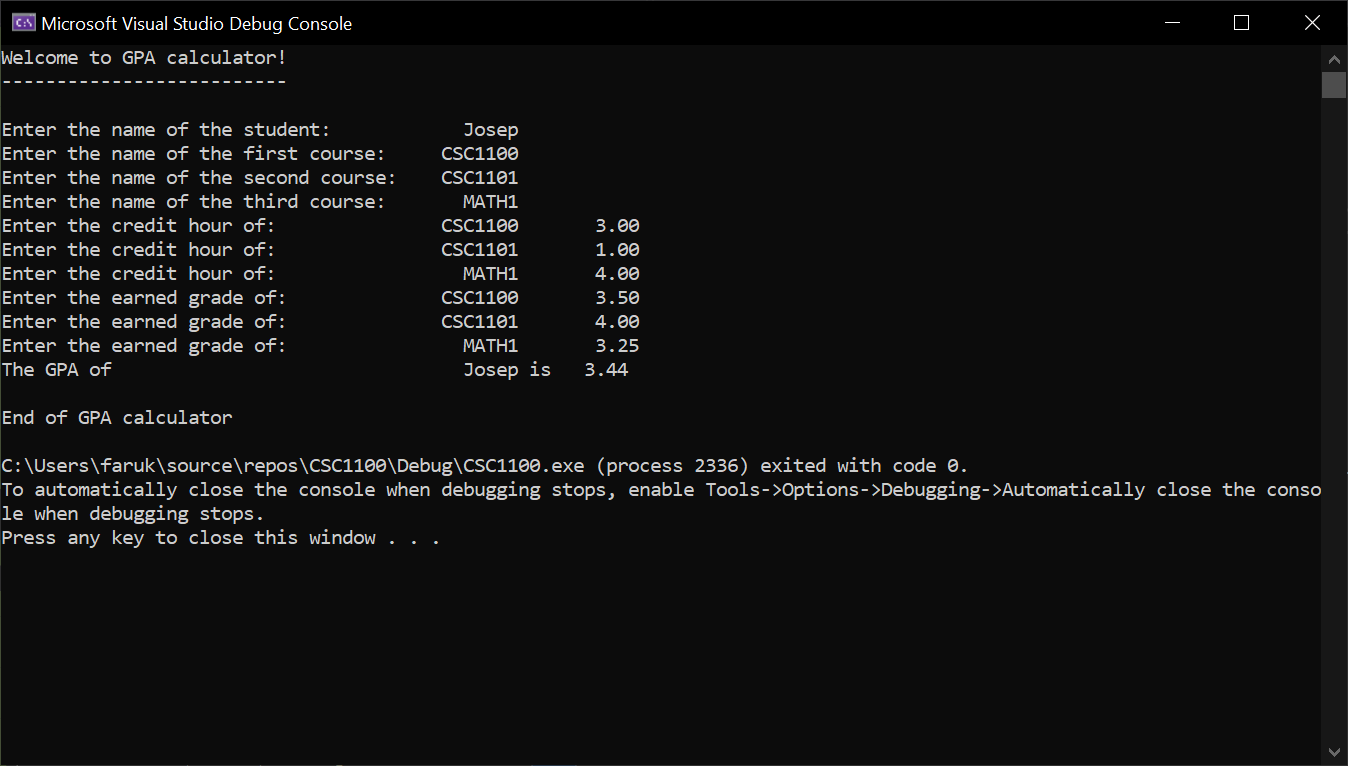 Microsoft Visual Studio Debug Console
Welcome to GPA calculator!
--------------------------
Enter the name of the student:            Josep
Enter the name of the first course:     CSC1100
Enter the name of the second course:    CSC1101
Enter the name of the third course:       MATH1
Enter the credit hour of:               CSC1100       3.00
Enter the credit hour of:               CSC1101       1.00
Enter the credit hour of:                 MATH1       4.00
Enter the earned grade of:              CSC1100       3.50
Enter the earned grade of:              CSC1101       4.00
Enter the earned grade of:                MATH1       3.25
The GPA of                                Josep is   3.44
End of GPA calculator
C:\Users\faruk\source\repos\CSC1100\Debug\CSC1100.exe (process 2336) exited with code 0.
To automatically close the console when debugging stops, enable Tools->Options->Debugging->Automatically close the conso
le when debugging stops.
Press any key to close this window . . .